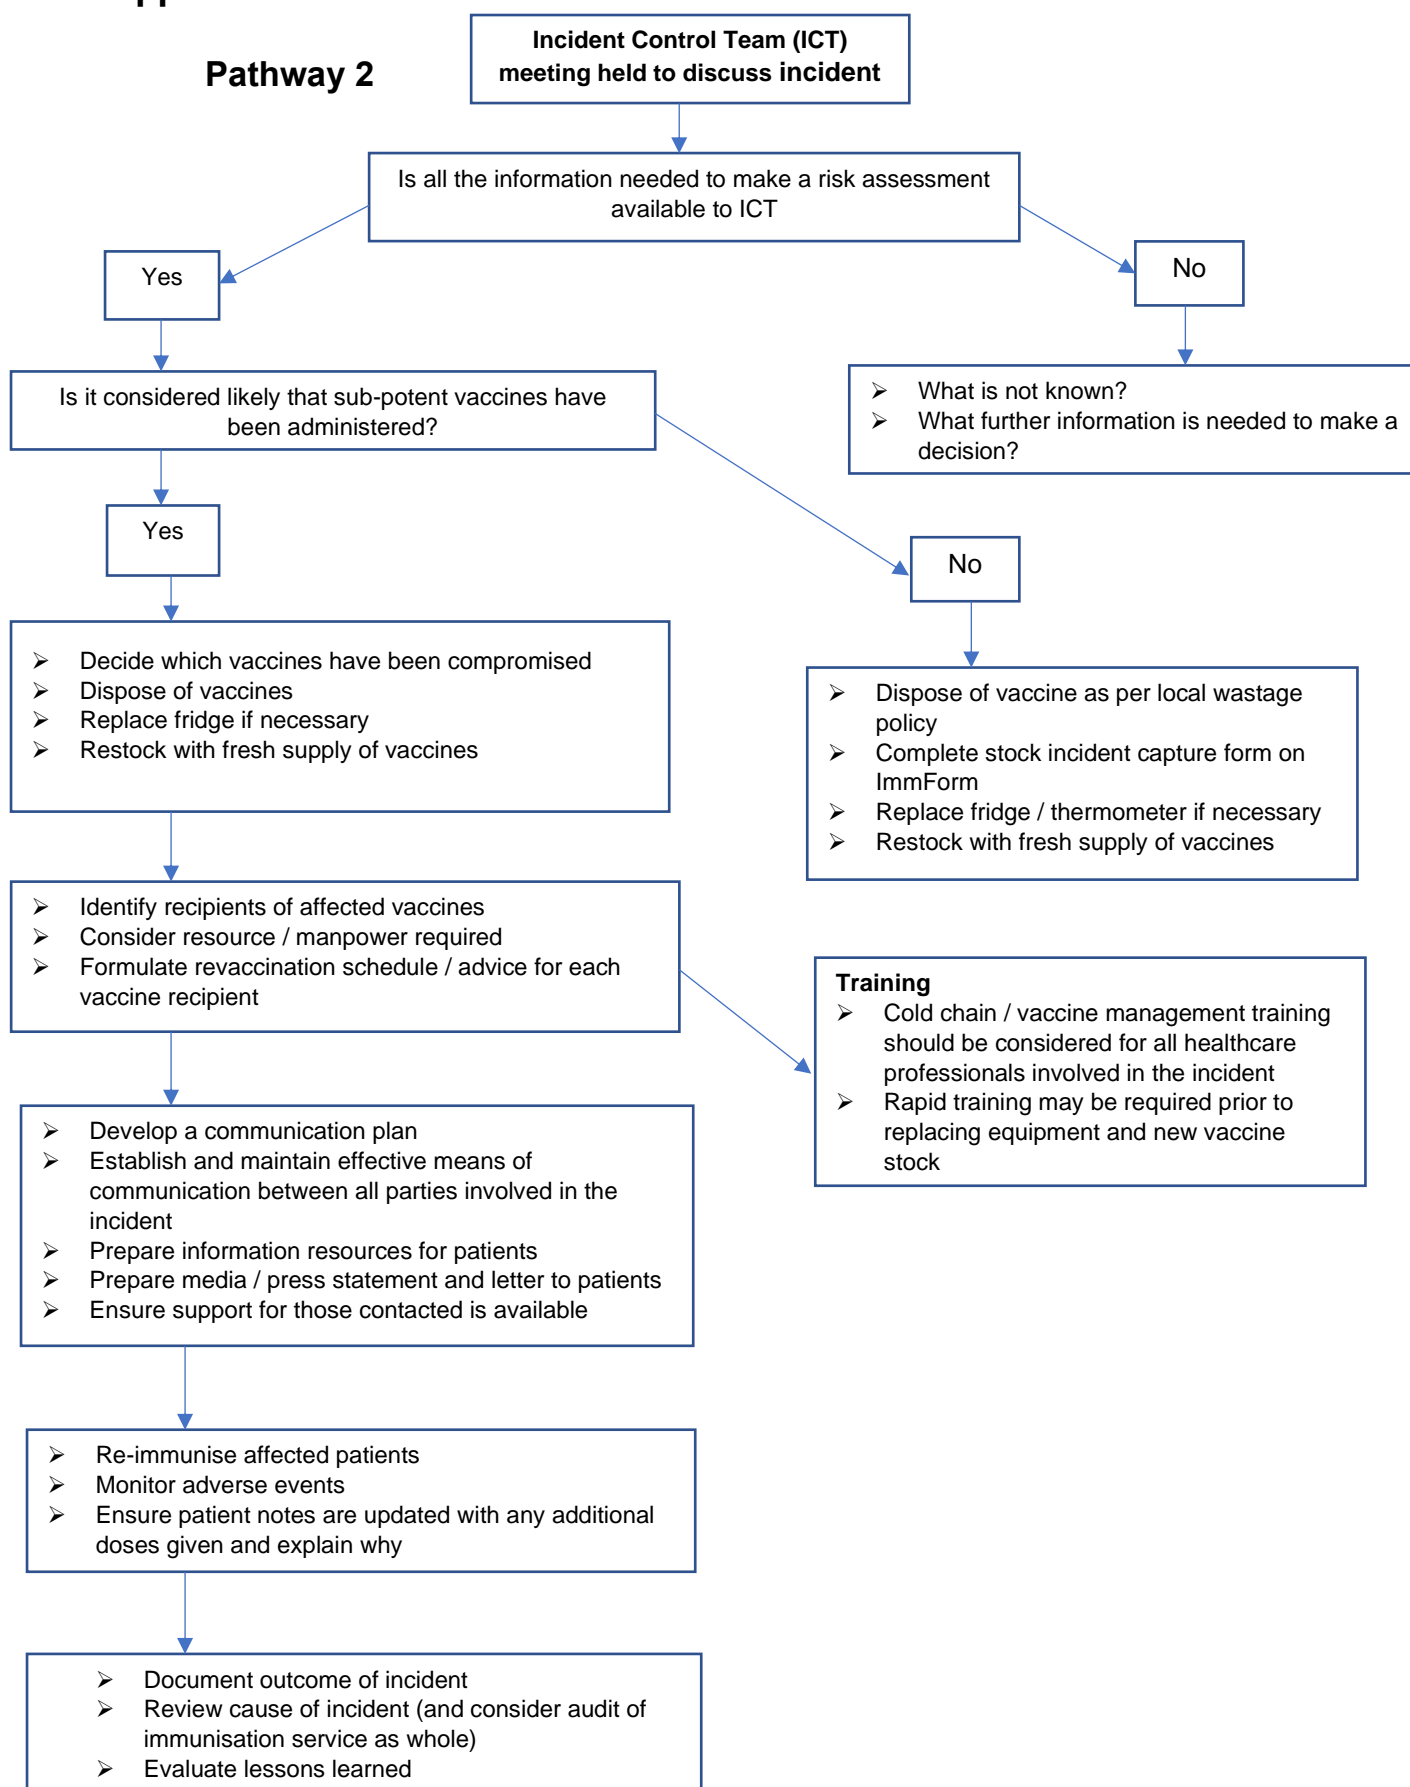 Pathway 2
Incident Control Team (ICT)
meeting held to discuss incident
Is all the information needed to make a risk assessment
available to ICT
Yes
No
Is it considered likely that sub-potent vaccines have
been administered?
➢ What is not known?
➢ What further information is needed to make a
decision?
Yes
No
➢ Decide which vaccines have been compromised
➢ Dispose of vaccines
➢ Replace fridge if necessary
➢ Restock with fresh supply of vaccines
➢ Dispose of vaccine as per local wastage
policy
➢ Complete stock incident capture form on
ImmForm
➢ Replace fridge / thermometer if necessary
➢ Restock with fresh supply of vaccines
➢ Identify recipients of affected vaccines
➢ Consider resource / manpower required
➢ Formulate revaccination schedule / advice for each
vaccine recipient
Training
➢ Cold chain / vaccine management training
should be considered for all healthcare
professionals involved in the incident
➢ Rapid training may be required prior to
replacing equipment and new vaccine
stock
➢ Develop a communication plan
➢ Establish and maintain effective means of
communication between all parties involved in the
incident
➢ Prepare information resources for patients
➢ Prepare media / press statement and letter to patients
➢ Ensure support for those contacted is available
➢ Re-immunise affected patients
➢ Monitor adverse events
➢ Ensure patient notes are updated with any additional
doses given and explain why
➢ Document outcome of incident
➢ Review cause of incident (and consider audit of
immunisation service as whole)
➢ Evaluate lessons learned